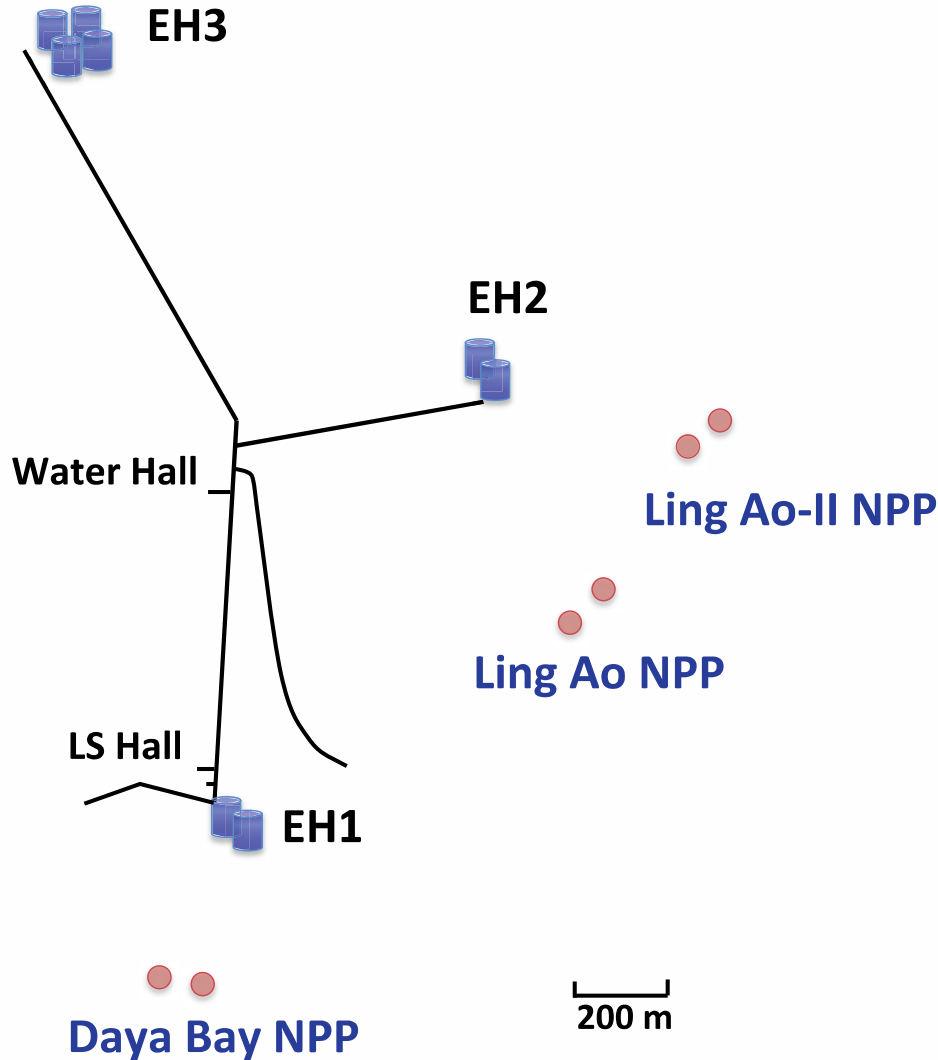 EH3
EH2
Water Hall
Ling Ao-II NPP
Ling Ao NPP
LS Hall
EH1
200 m
Daya Bay NPP